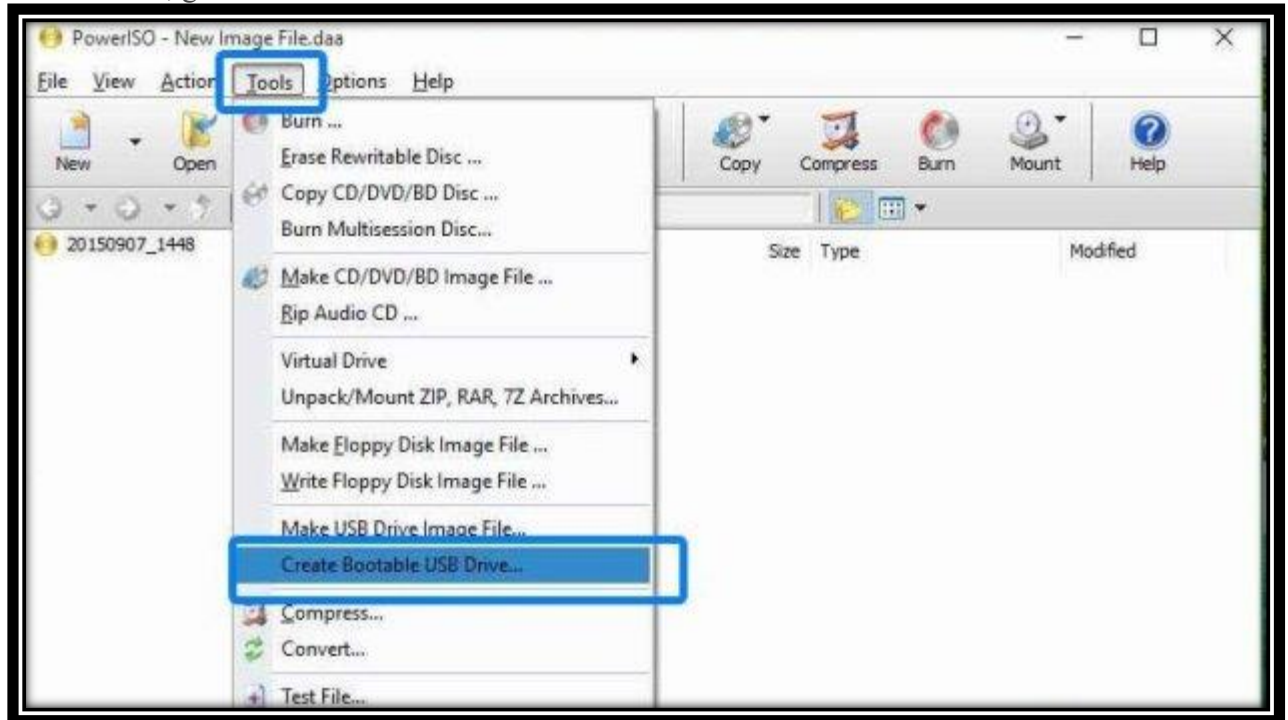 PowerISO - New Image File.daa
File View Action Tools ptions Help
New Open Copy Compress Burn Mount Help
20150907_1448 Size Type Modified
Burn ...
Erase Rewritable Disc ...
Copy CD/DVD/BD Disc ...
Burn Multisession Disc...
Make CD/DVD/BD Image File ...
Rip Audio CD ...
Virtual Drive
Unpack/Mount ZIP, RAR, 7Z Archives...
Make Floppy Disk Image File ...
Write Floppy Disk Image File ...
Make USB Drive Image File...
Create Bootable USB Drive...
Compress...
Convert...
Test File...